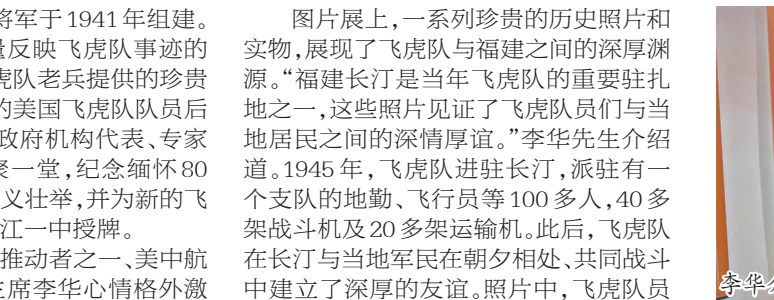 将军于1941年组建。
量反映飞虎队事迹的
虎队老兵提供的珍贵
的美国飞虎队队员后
政府机构代表、专家
聚一堂,纪念缅怀80
义壮举,并为新的飞
江一中授牌。
推动者之一、美中航
主席李华心情格外激
图片展上,一系列珍贵的历史照片和
实物,展现了飞虎队与福建之间的深厚渊
源。“福建长汀是当年飞虎队的重要驻扎
地之一,这些照片见证了飞虎队员们与当
地居民之间的深情厚谊。”李华先生介绍
道。1945年,飞虎队进驻长汀,派驻有一
个支队的地勤、飞行员等100多人,40多
架战斗机及20多架运输机。此后,飞虎队
在长汀与当地军民在朝夕相处、共同战斗
中建立了深厚的友谊。照片中,飞虎队员
李华